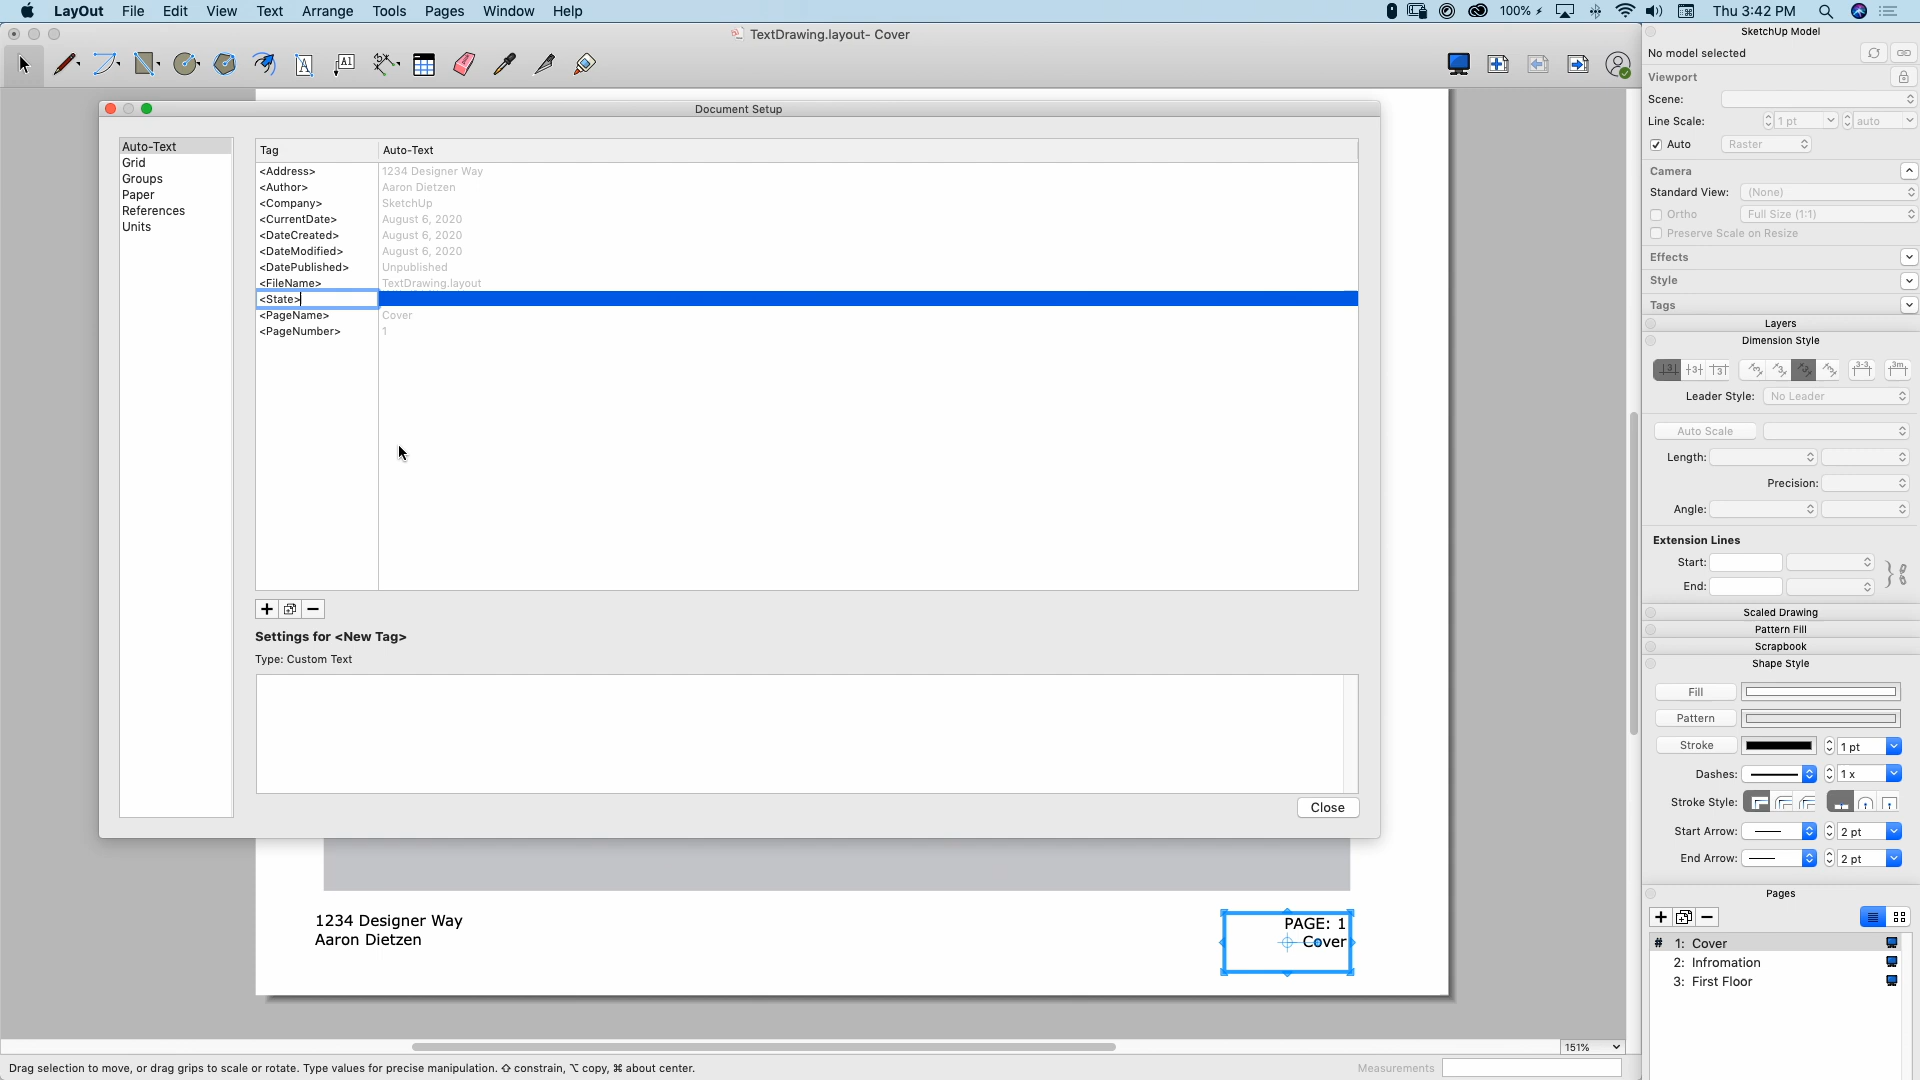 LayOut File Edit View Text Arrange Tools Pages Window Help
100% Thu 3:42 PM
TextDrawing.layout- Cover
Document Setup
Auto-Text
Grid
Groups
Paper
References
Units
Tag Auto-Text
<Address> 1234 Designer Way
<Author> Aaron Dietzen
<Company> SketchUp
<CurrentDate> August 6, 2020
<DateCreated> August 6, 2020
<DateModified> August 6, 2020
<DatePublished> Unpublished
<FileName> TextDrawing.layout
<State>
<PageName> Cover
<PageNumber> 1
Settings for <New Tag>
Type: Custom Text
Close
1234 Designer Way
Aaron Dietzen
PAGE: 1
Cover
151%
Drag selection to move, or drag grips to scale or rotate. Type values for precise manipulation. ⇧ constrain, ⌥ copy, ⌘ about center.
Measurements
SketchUp Model
No model selected
Viewport
Scene:
Line Scale: 1 pt auto
Auto Raster
Camera
Standard View: (None)
Ortho Full Size (1:1)
Preserve Scale on Resize
Effects
Style
Tags
Layers
Dimension Style
Leader Style: No Leader
Auto Scale
Length:
Precision:
Angle:
Extension Lines
Start:
End:
Scaled Drawing
Pattern Fill
Scrapbook
Shape Style
Fill
Pattern
Stroke 1 pt
Dashes: 1 x
Stroke Style:
Start Arrow: 2 pt
End Arrow: 2 pt
Pages
# 1: Cover
2: Infromation
3: First Floor